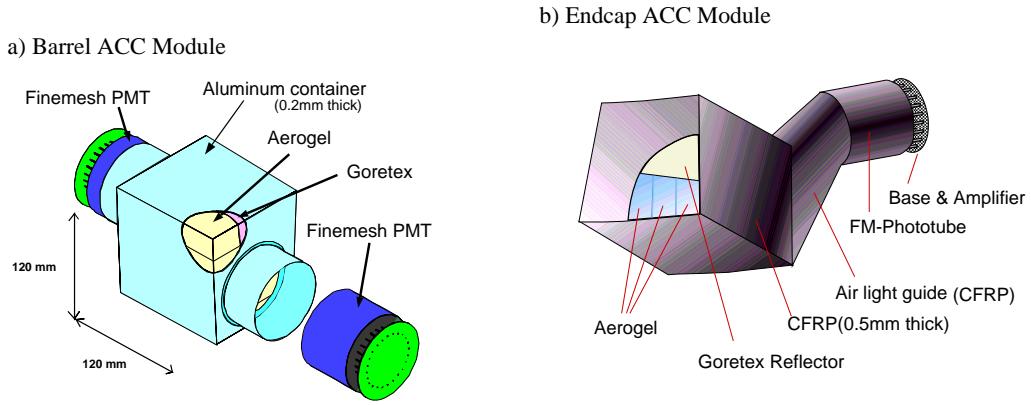 a) Barrel ACC Module
Finemesh PMT
Aluminum container
(0.2mm thick)
Aerogel
Goretex
Finemesh PMT
120 mm
120 mm
b) Endcap ACC Module
Base & Amplifier
FM-Phototube
Air light guide (CFRP)
CFRP(0.5mm thick)
Aerogel
Goretex Reflector